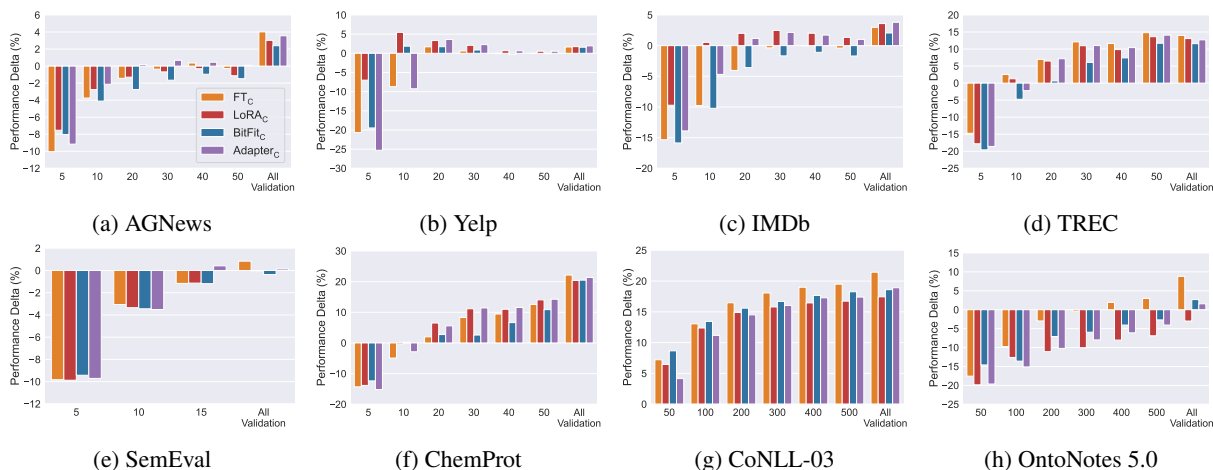 Performance Delta (%)
6
4
2
0
−2
−4
−6
−8
−10
−12
5 10 20 30 40 50 All
Validation
FT_C
LoRA_C
BitFit_C
Adapter_C
(a) AGNews
Performance Delta (%)
10
5
0
−5
−10
−15
−20
−25
−30
5 10 20 30 40 50 All
Validation
(b) Yelp
Performance Delta (%)
5
0
−5
−10
−15
−20
5 10 20 30 40 50 All
Validation
(c) IMDb
Performance Delta (%)
20
15
10
5
0
−5
−10
−15
−20
−25
5 10 20 30 40 50 All
Validation
(d) TREC
Performance Delta (%)
2
0
−2
−4
−6
−8
−10
−12
5 10 15 All
Validation
(e) SemEval
Performance Delta (%)
30
20
10
0
−10
−20
5 10 20 30 40 50 All
Validation
(f) ChemProt
Performance Delta (%)
25
20
15
10
5
0
50 100 200 300 400 500 All
Validation
(g) CoNLL-03
Performance Delta (%)
15
10
5
0
−5
−10
−15
−20
−25
50 100 200 300 400 500 All
Validation
(h) OntoNotes 5.0